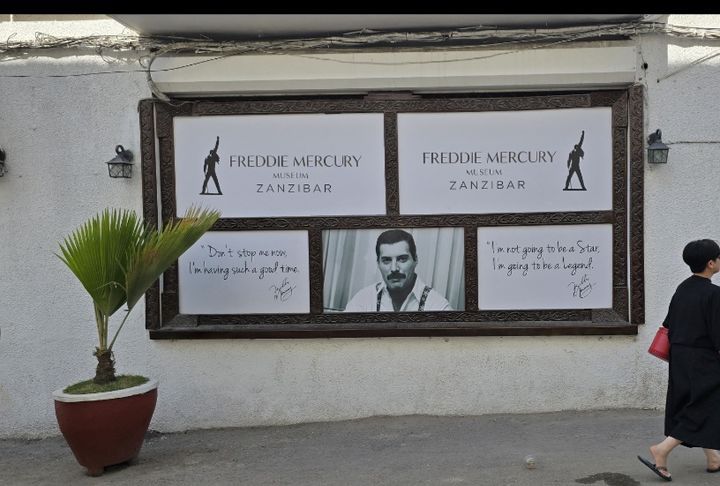 FREDDIE MERCURY
MUSEUM
ZANZIBAR
FREDDIE MERCURY
MUSEUM
ZANZIBAR
"Don't stop me now,
I'm having such a good time.
"I'm not going to be a Star,
I'm going to be a Legend.